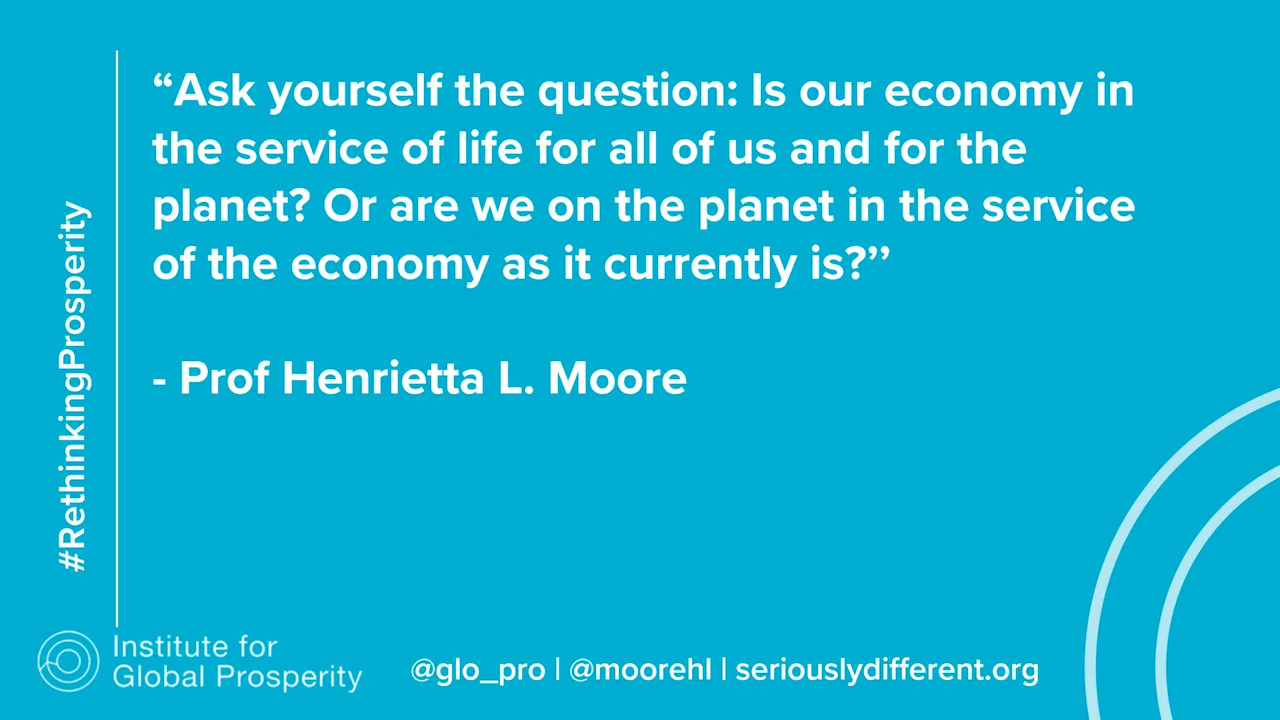 “Ask yourself the question: Is our economy in
the service of life for all of us and for the
planet? Or are we on the planet in the service
of the economy as it currently is?’’
- Prof Henrietta L. Moore
#RethinkingProsperity
Institute for
Global Prosperity
@glo_pro | @moorehl | seriouslydifferent.org